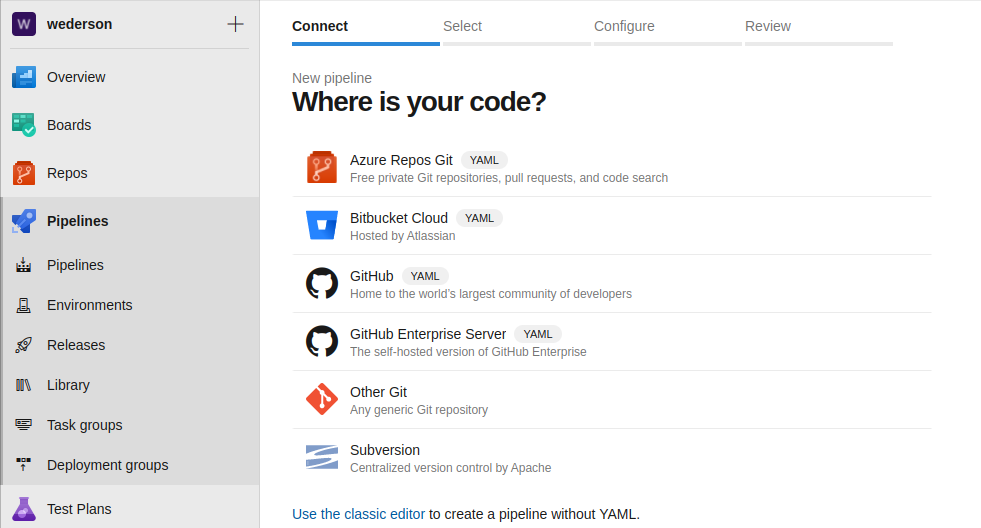 W wederson
Overview
Boards
Repos
Pipelines
Pipelines
Environments
Releases
Library
Task groups
Deployment groups
Test Plans
Connect Select Configure Review
New pipeline
Where is your code?
Azure Repos Git YAML
Free private Git repositories, pull requests, and code search
Bitbucket Cloud YAML
Hosted by Atlassian
GitHub YAML
Home to the world's largest community of developers
GitHub Enterprise Server YAML
The self-hosted version of GitHub Enterprise
Other Git
Any generic Git repository
Subversion
Centralized version control by Apache
Use the classic editor to create a pipeline without YAML.